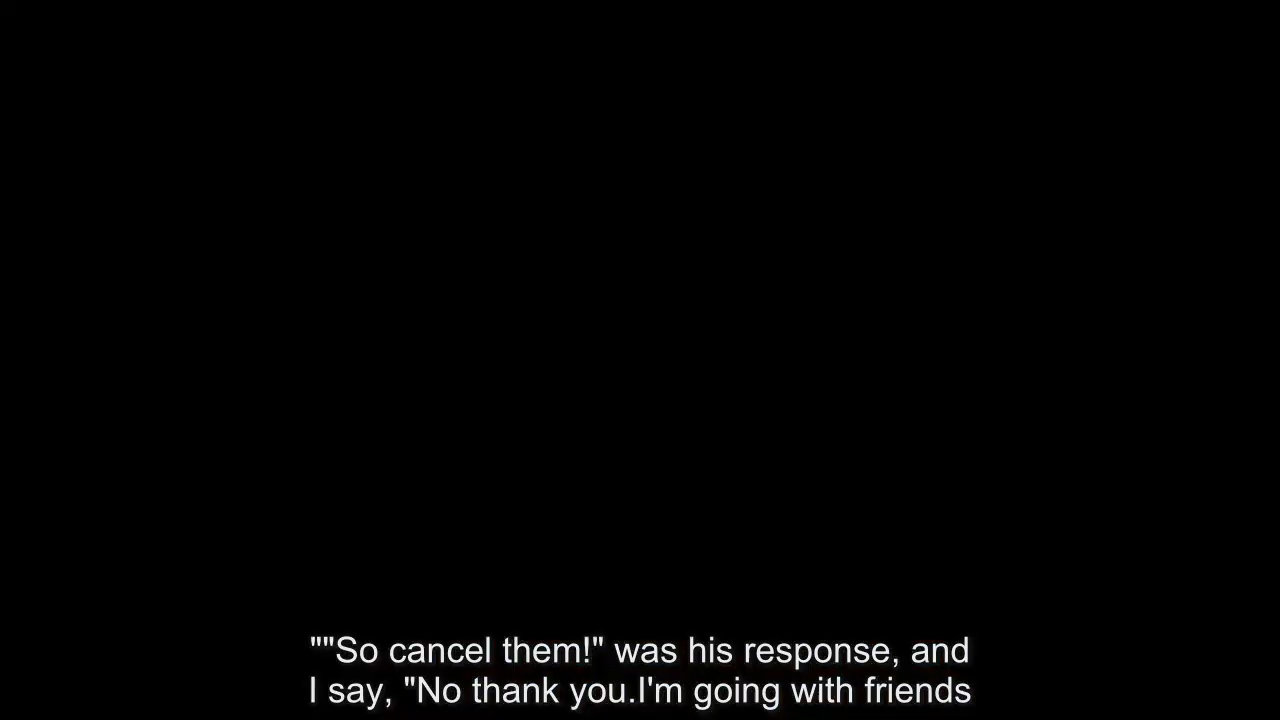 ""So cancel them!" was his response, and
I say, "No thank you.I'm going with friends